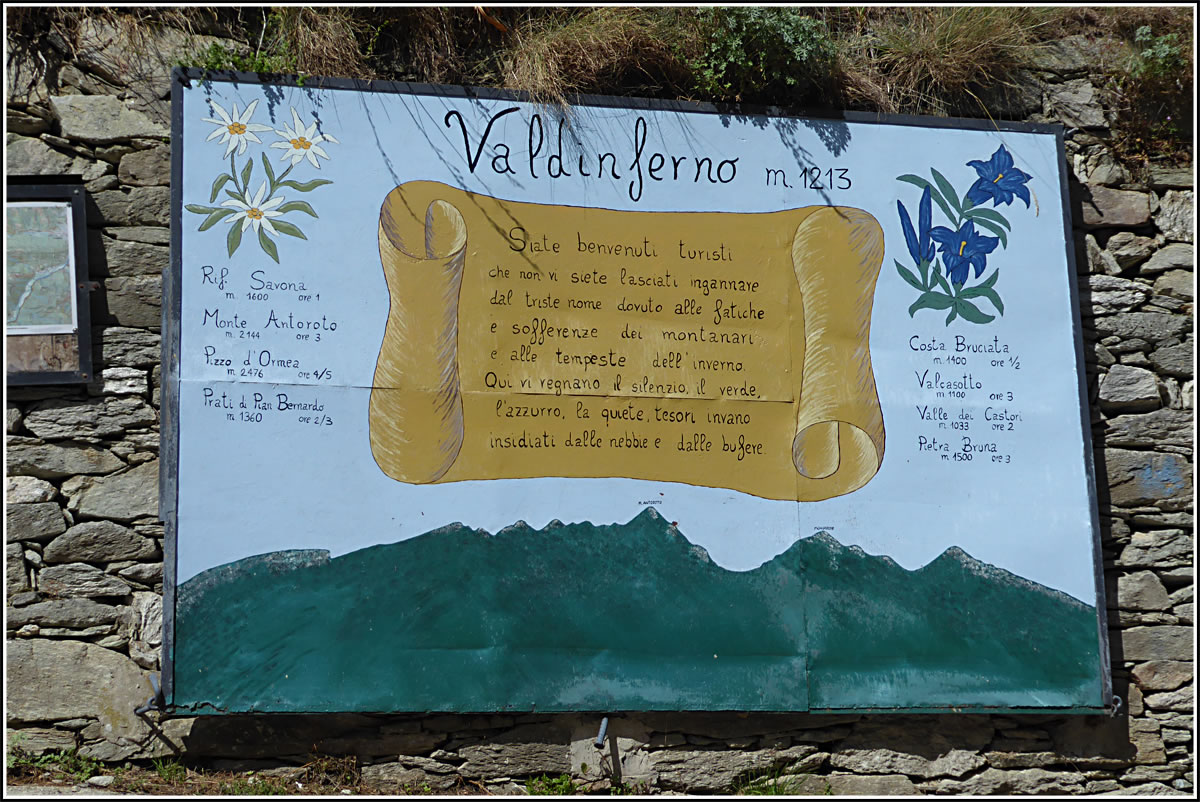 Valdinferno m. 1213
Siate benvenuti turisti
che non vi siete lasciati ingannare
dal triste nome dovuto alle fatiche
e sofferenze dei montanari
e alle tempeste dell'inverno.
Qui vi regnano il silenzio, il verde,
l'azzurro, la quiete, tesori invano
insidiati dalle nebbie e dalle bufere.
Rif. Savona
m. 1600 ore 1
Monte Antoroto
m. 2144 ore 3
Pizzo d'Ormea
m. 2476 ore 4/5
Prati di Pian Bernardo
m. 1360 ore 2/3
Costa Bruciata
m. 1400 ore 1/2
Valcasotto
m. 1100 ore 3
Valle dei Castori
m. 1033 ore 2
Pietra Bruna
m. 1500 ore 3